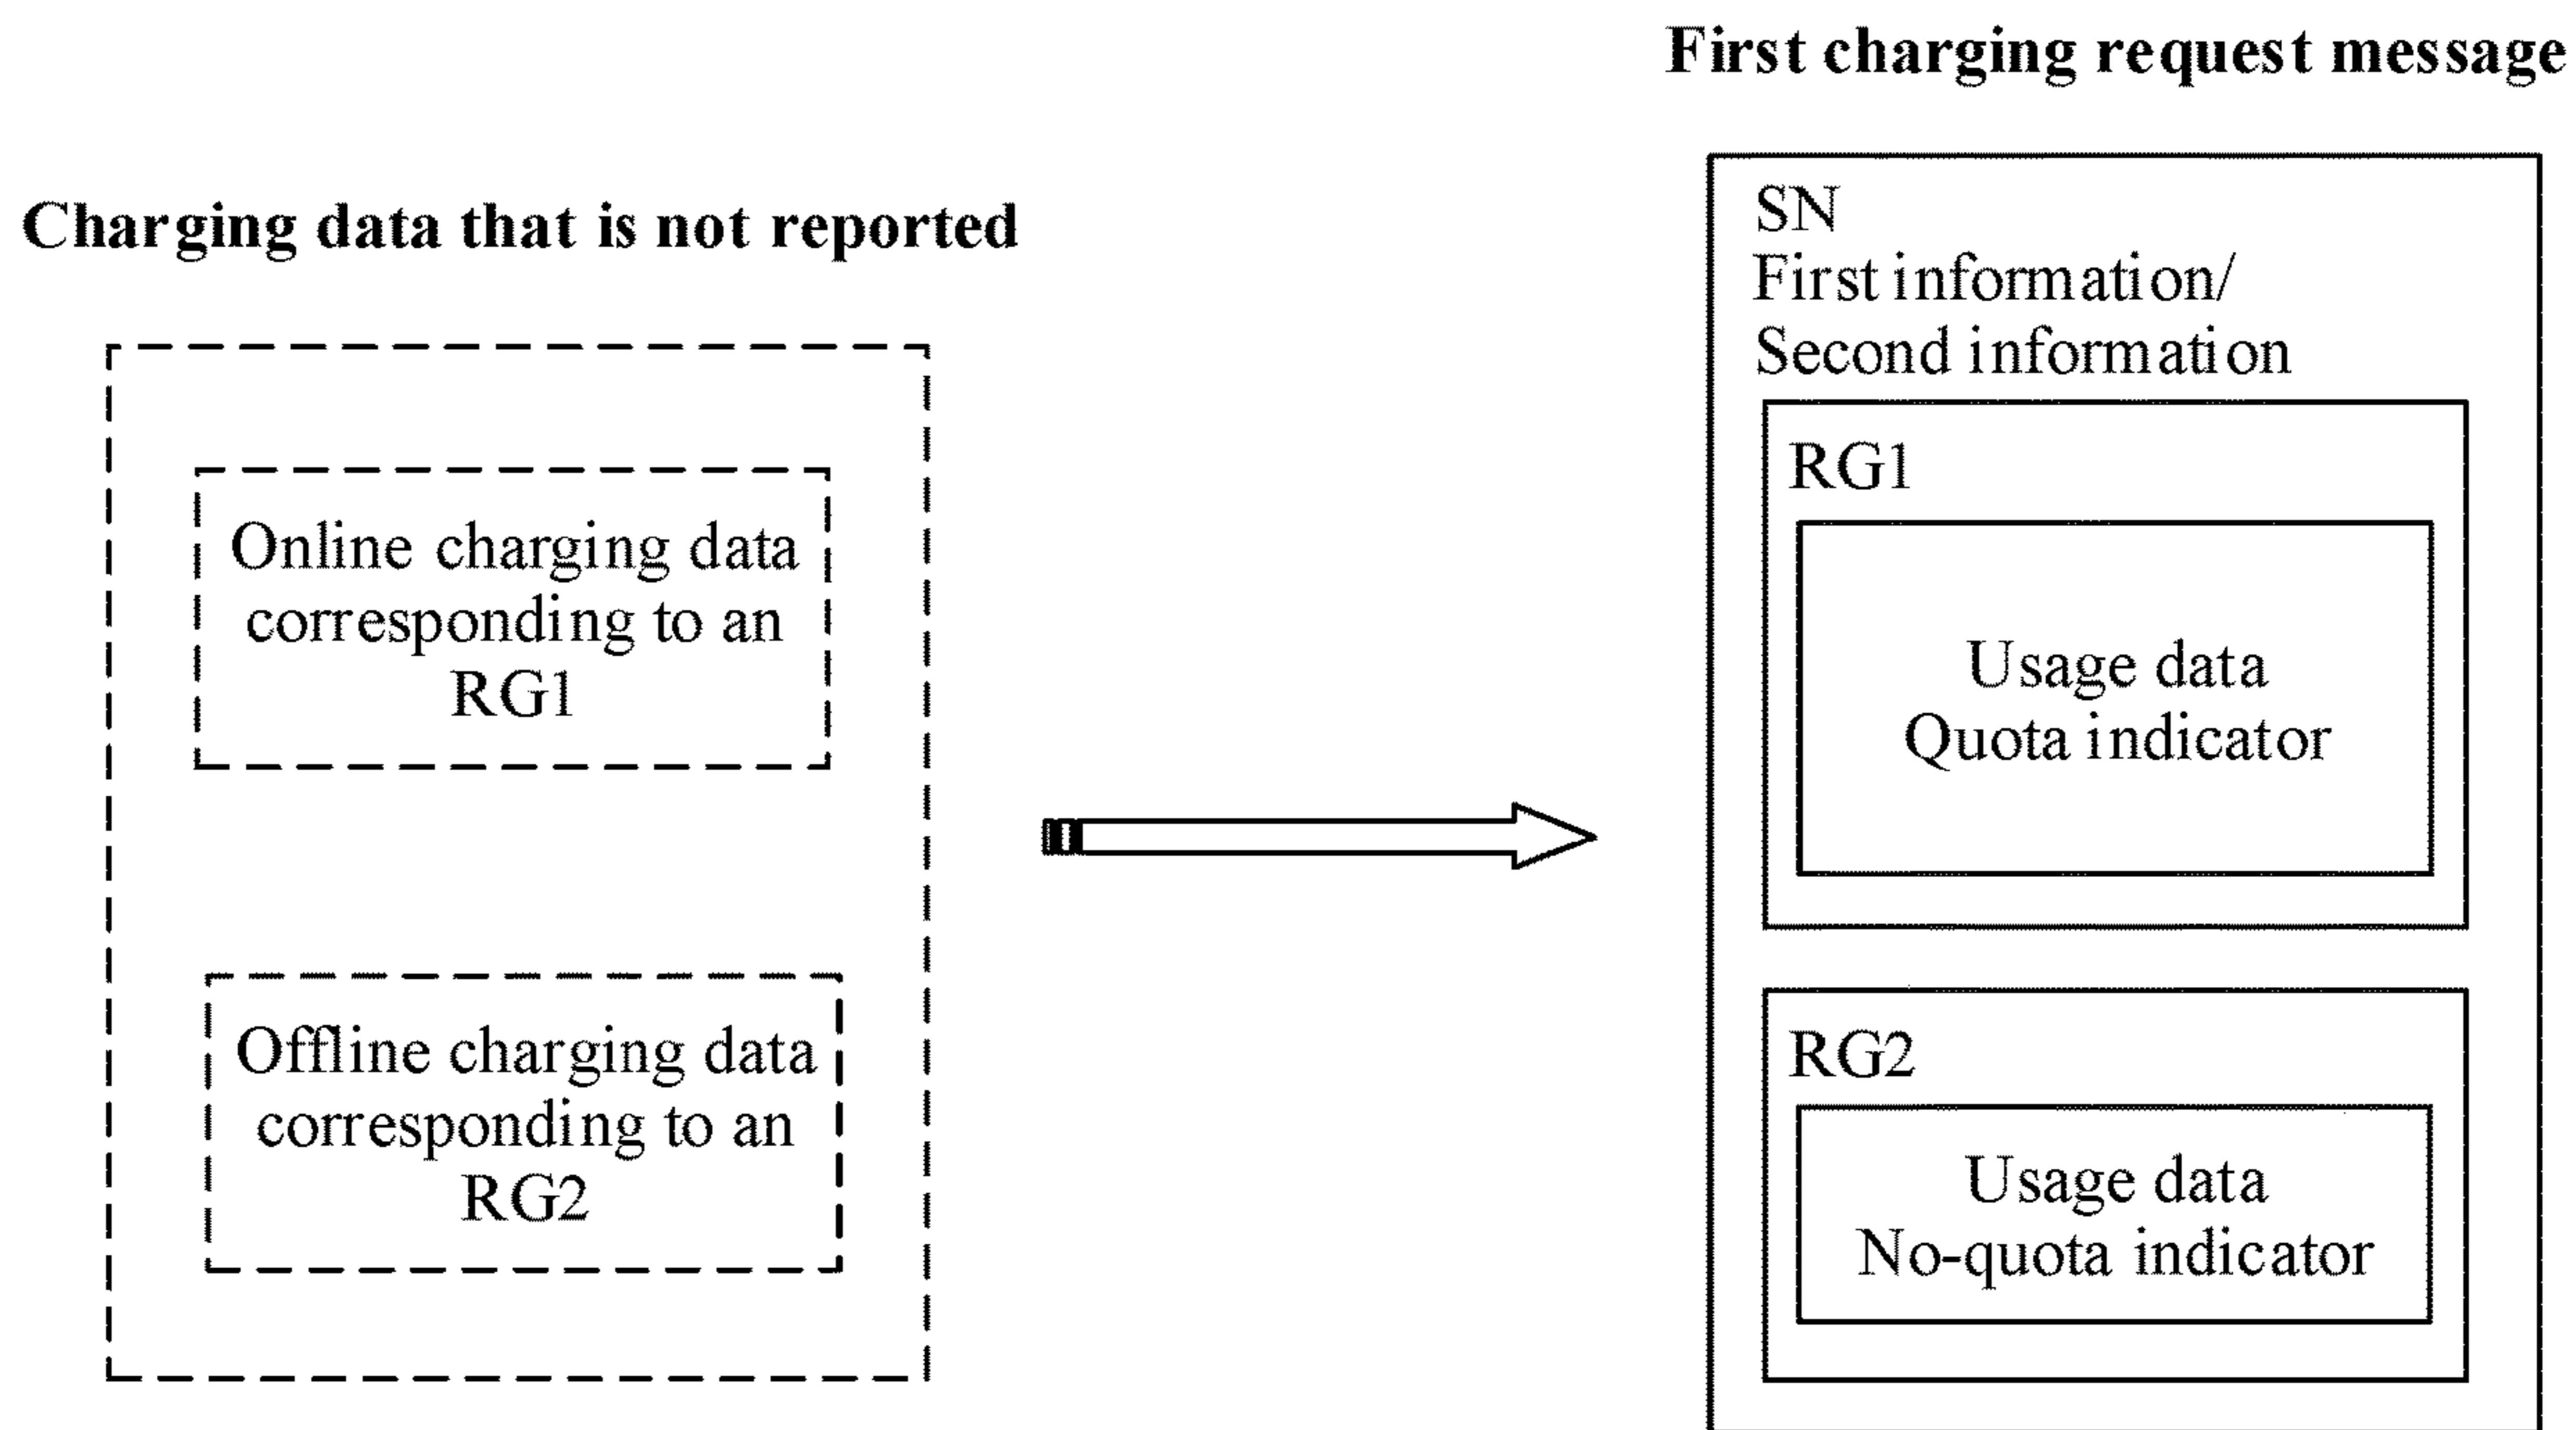 First charging request message
Charging data that is not reported
Online charging data
corresponding to an
RG1
Offline charging data
corresponding to an
RG2
SN
First information/
Second information
RG1
Usage data
Quota indicator
RG2
Usage data
No-quota indicator